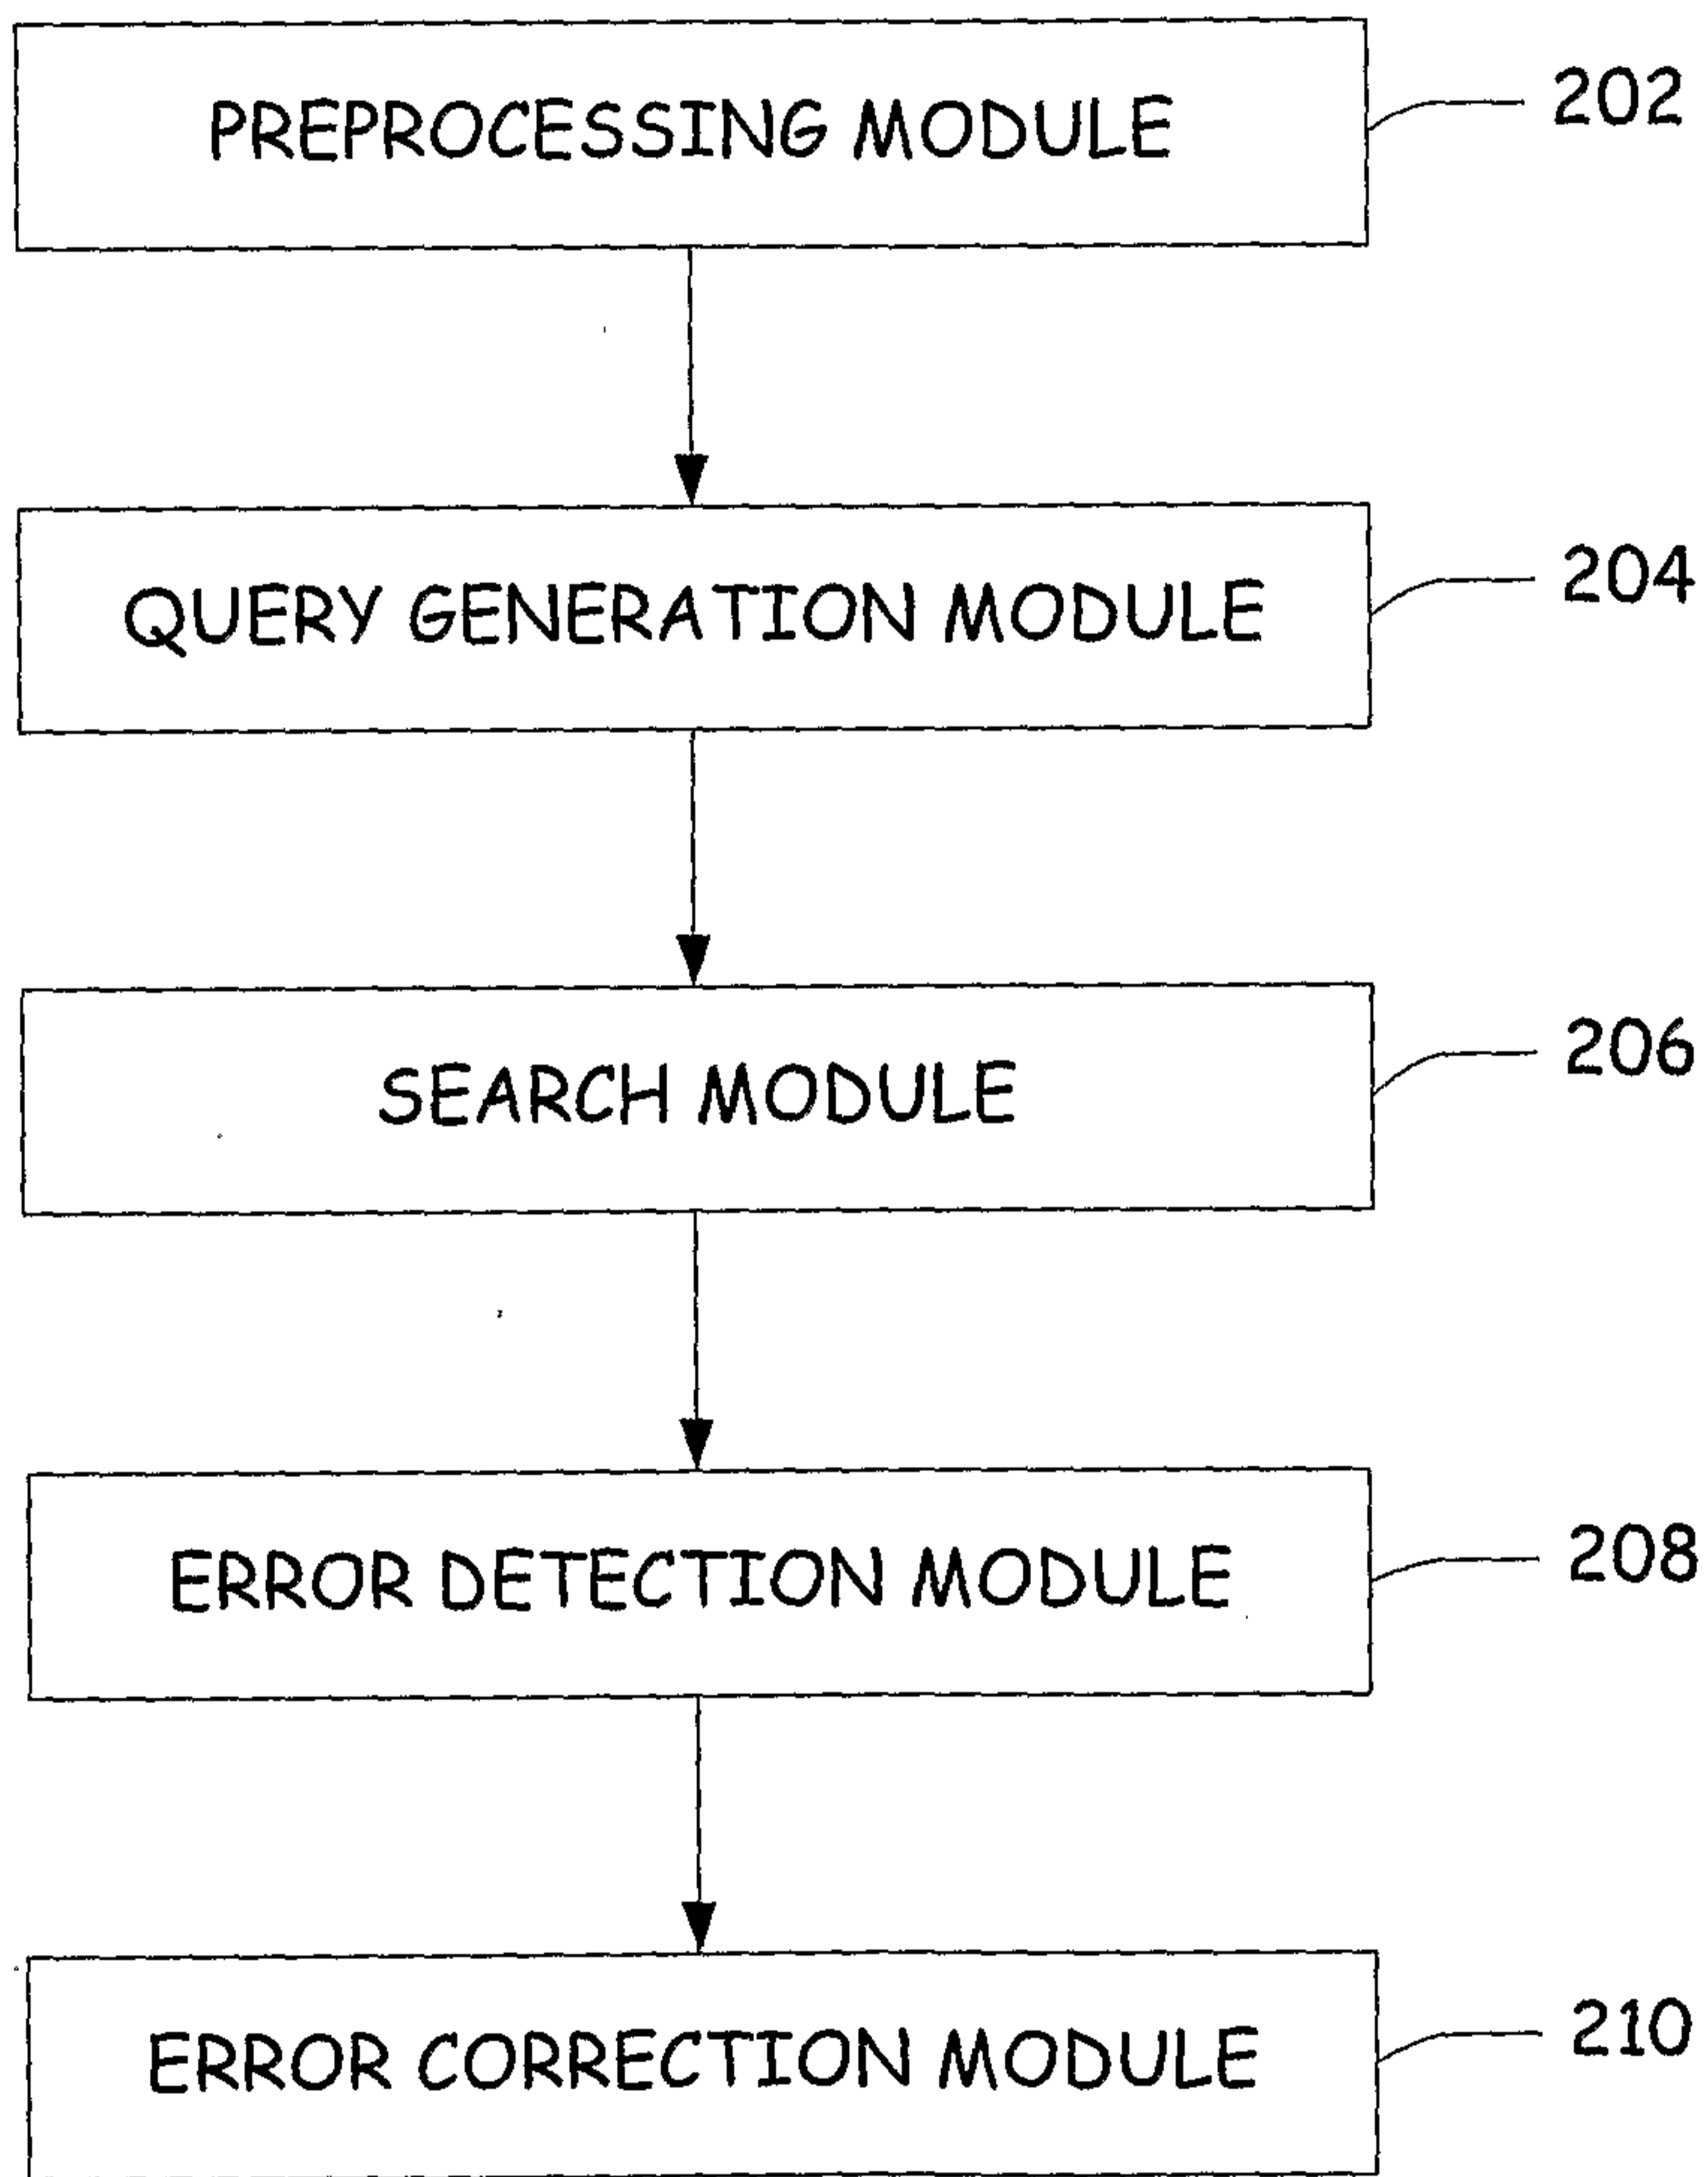 PREPROCESSING MODULE
202
QUERY GENERATION MODULE
204
SEARCH MODULE
206
ERROR DETECTION MODULE
208
ERROR CORRECTION MODULE
210